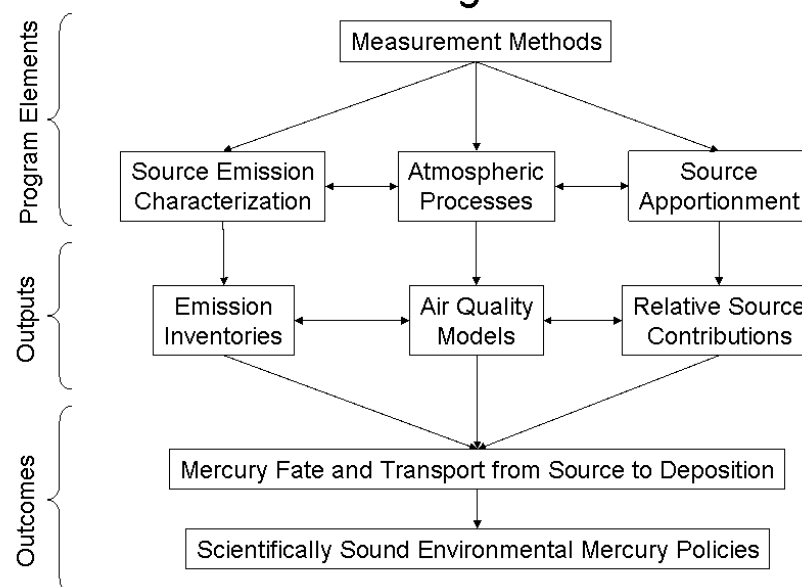 Measurement Methods
Program Elements
Source Emission
Characterization
Atmospheric
Processes
Source
Apportionment
Outputs
Emission
Inventories
Air Quality
Models
Relative Source
Contributions
Outcomes
Mercury Fate and Transport from Source to Deposition
Scientifically Sound Environmental Mercury Policies